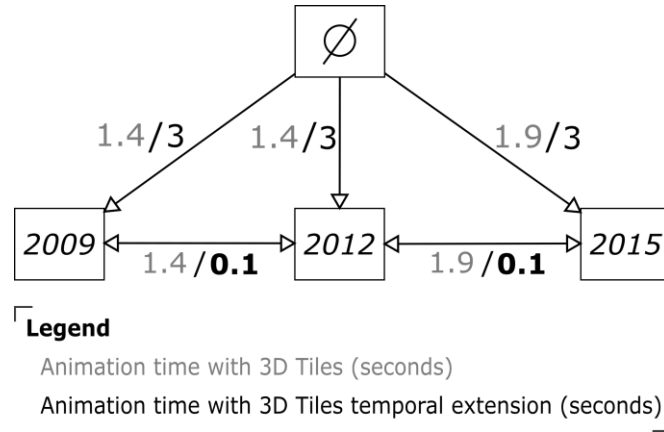 ∅
1.4/3 1.4/3 1.9/3
2009 2012 2015
1.4/0.1 1.9/0.1
Legend
Animation time with 3D Tiles (seconds)
Animation time with 3D Tiles temporal extension (seconds)